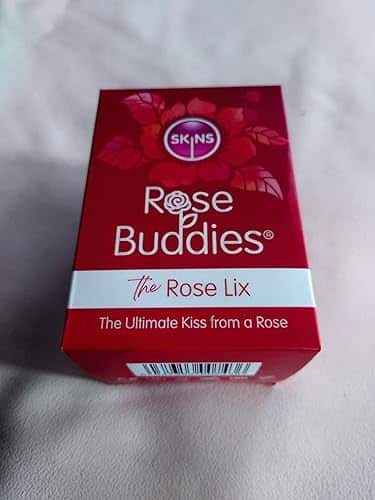 SKINS
Rose
Buddies®
The Rose Lix
The Ultimate Kiss from a Rose